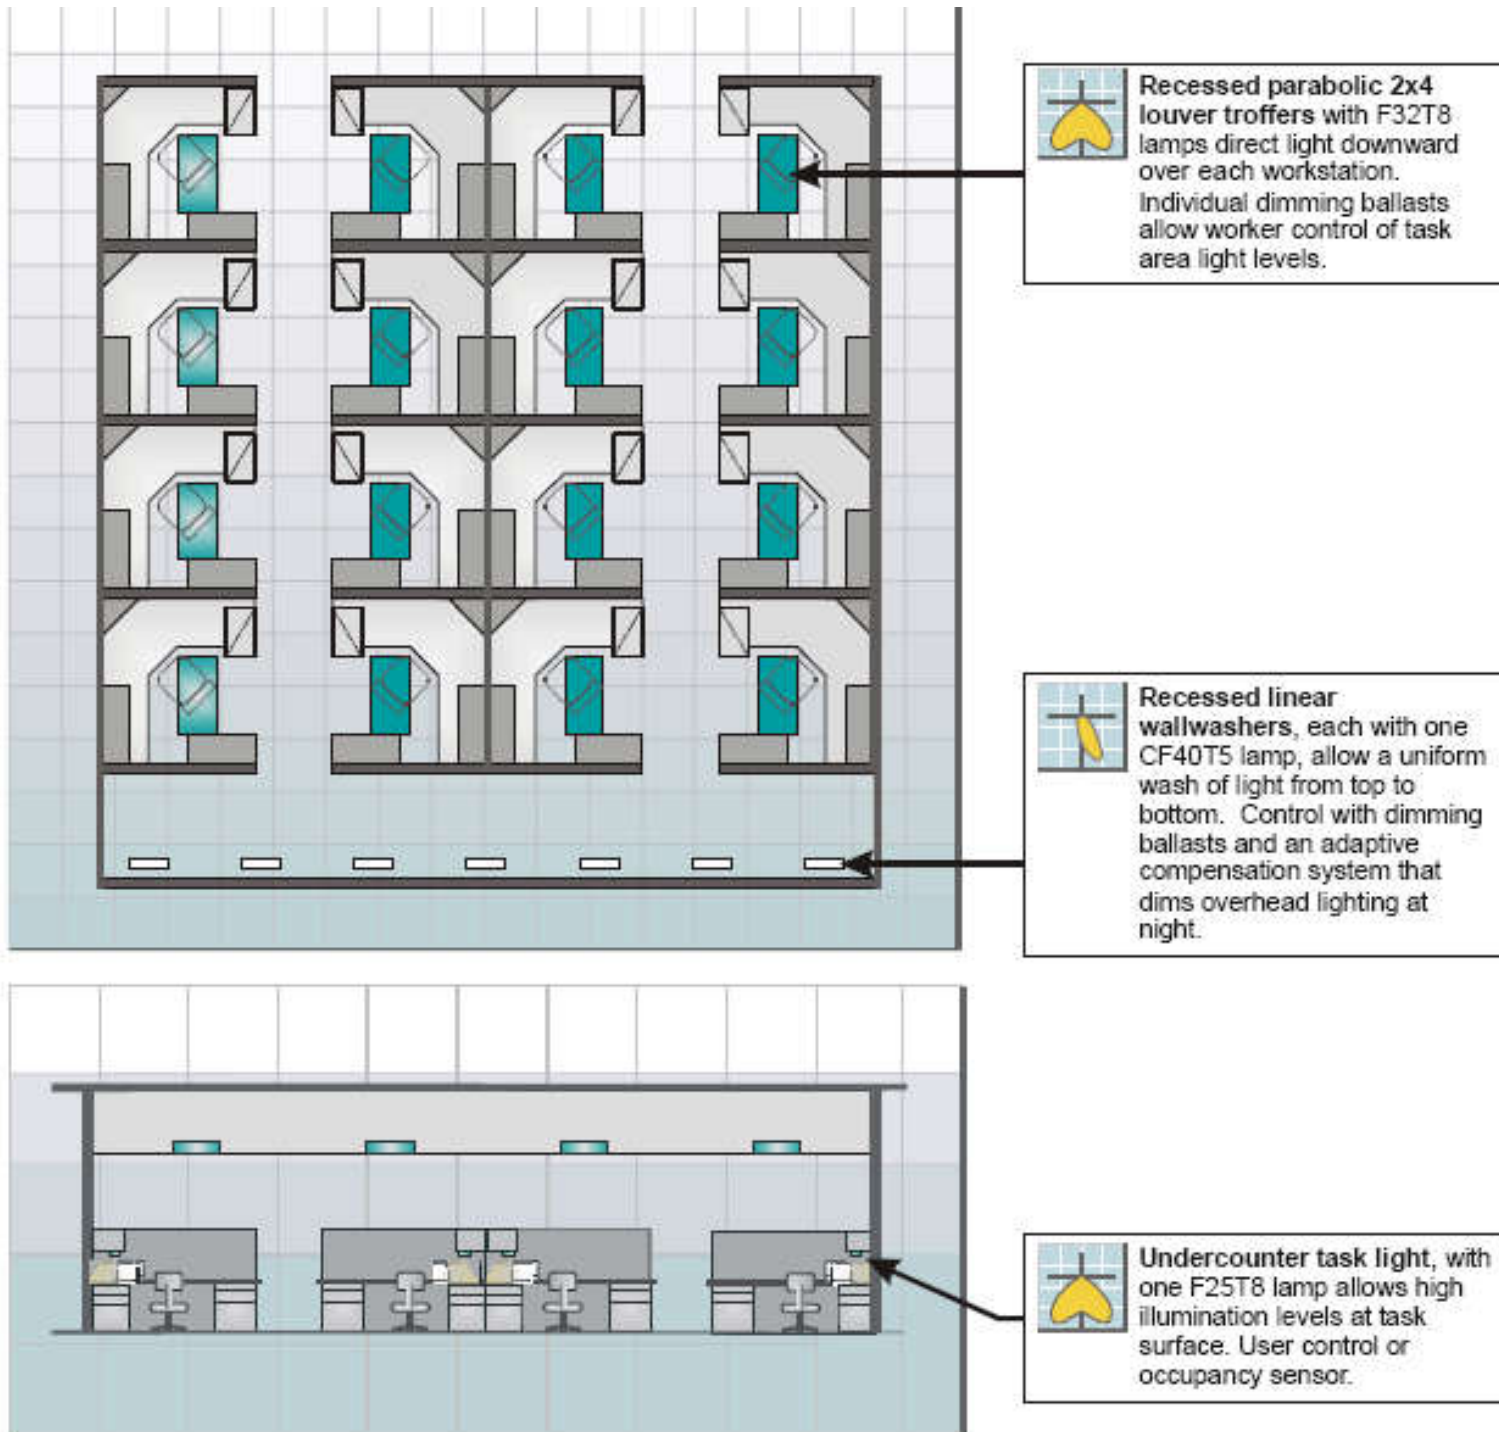 Recessed parabolic 2x4
louver troffers with F32T8
lamps direct light downward
over each workstation.
Individual dimming ballasts
allow worker control of task
area light levels.
Recessed linear
wallwashers, each with one
CF40T5 lamp, allow a uniform
wash of light from top to
bottom.  Control with dimming
ballasts and an adaptive
compensation system that
dims overhead lighting at
night.
Undercounter task light, with
one F25T8 lamp allows high
illumination levels at task
surface. User control or
occupancy sensor.